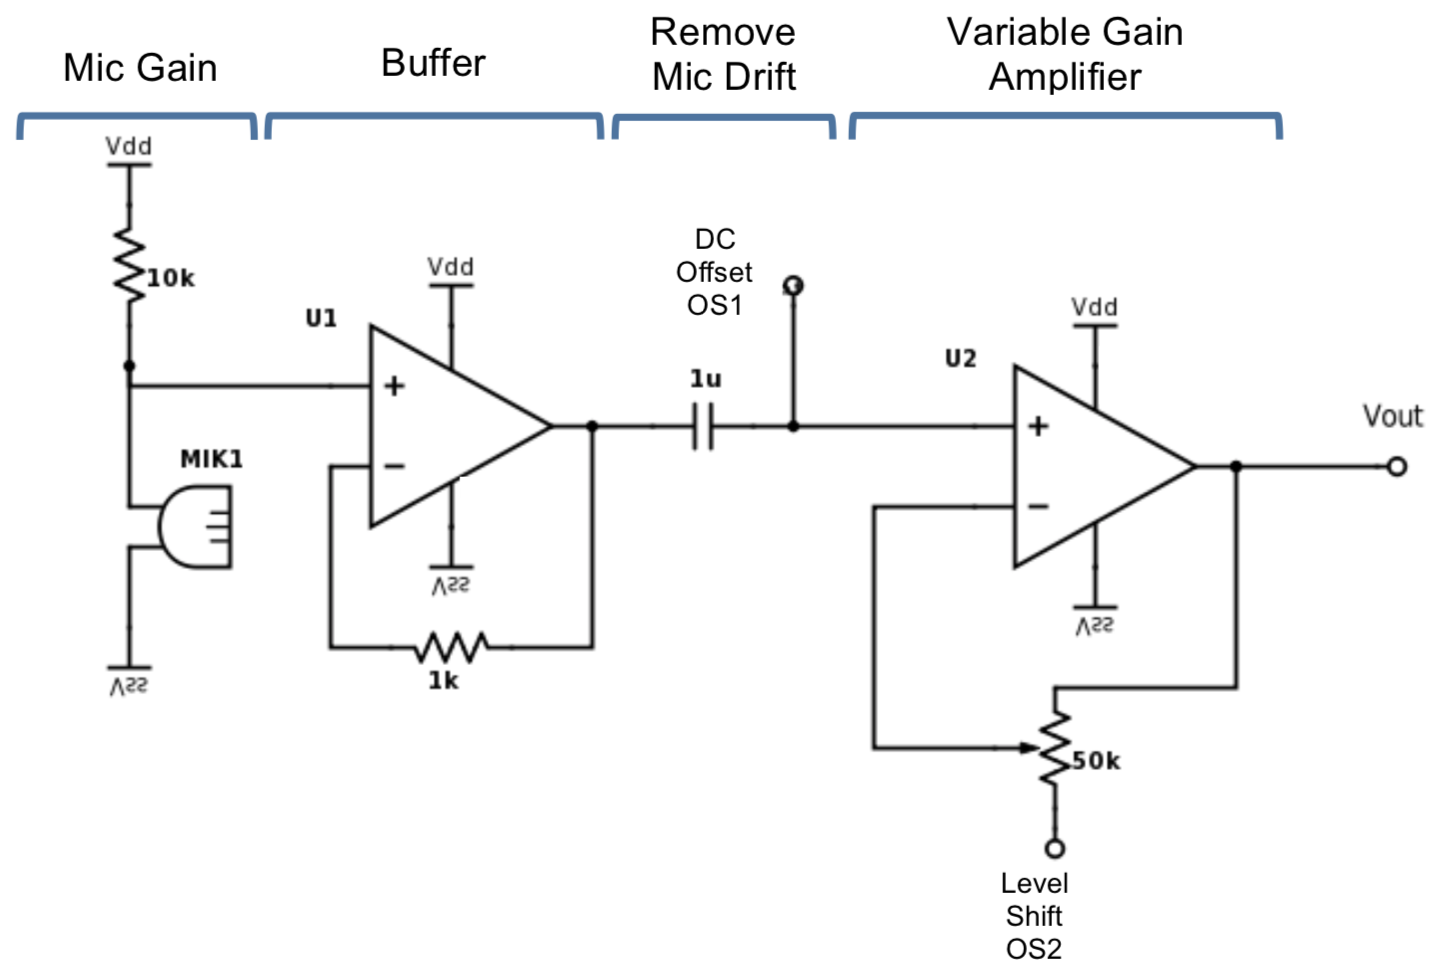 Mic Gain
Buffer
Remove
Mic Drift
Variable Gain
Amplifier
Vdd
10k
MIK1
Vss
U1
Vdd
+
−
Vss
1k
DC
Offset
OS1
1u
U2
Vdd
+
−
Vss
50k
Level
Shift
OS2
Vout